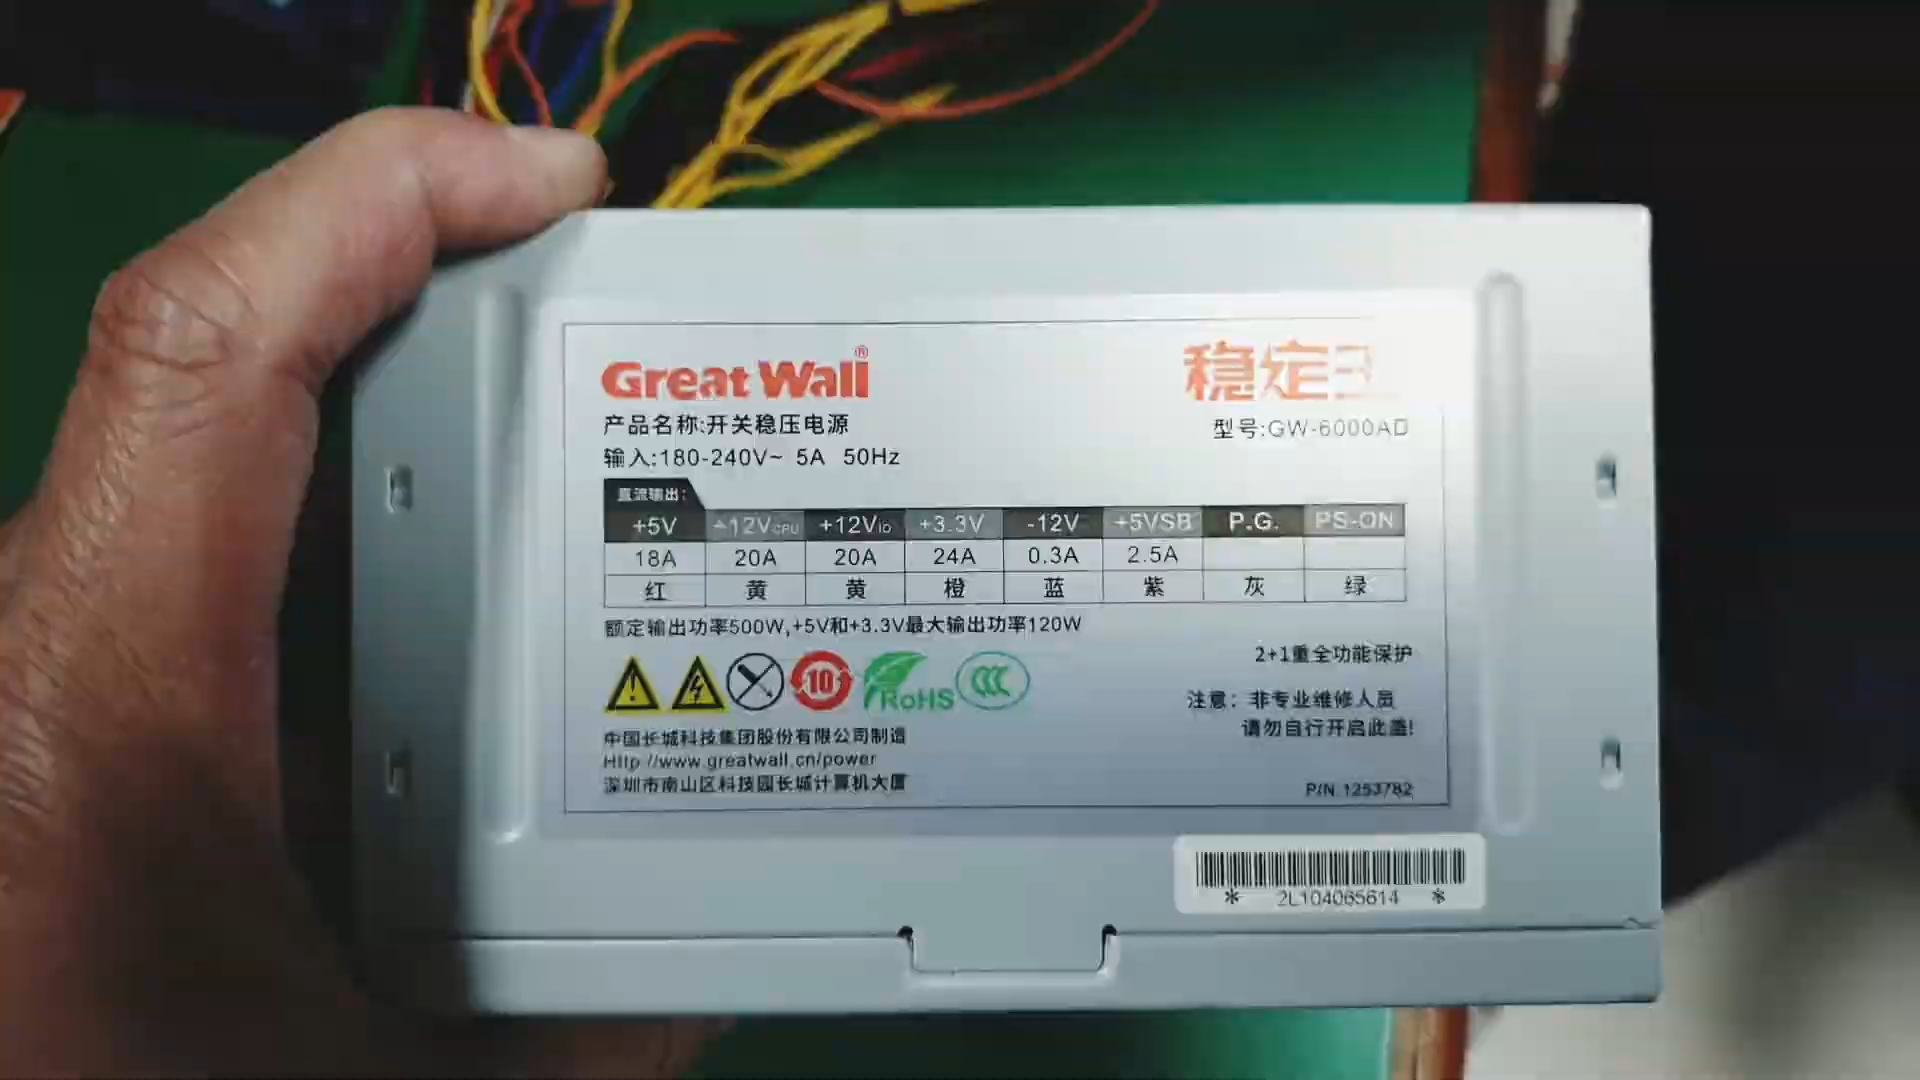 Great Wall®
稳定王
产品名称:开关稳压电源
型号:GW-6000AD
输入:180-240V~ 5A 50Hz
直流输出:
+5V +12VCPU +12VIO +3.3V -12V +5VSB P.G. PS-ON
18A 20A 20A 24A 0.3A 2.5A
红 黄 黄 橙 蓝 紫 灰 绿
额定输出功率500W,+5V和+3.3V最大输出功率120W
2+1重全功能保护
10
RoHS
CCC
注意：非专业维修人员
请勿自行开启此盖!
中国长城科技集团股份有限公司制造
Http://www.greatwall.cn/power
深圳市南山区科技园长城计算机大厦
P/N.1253782
* 2L104065614 *